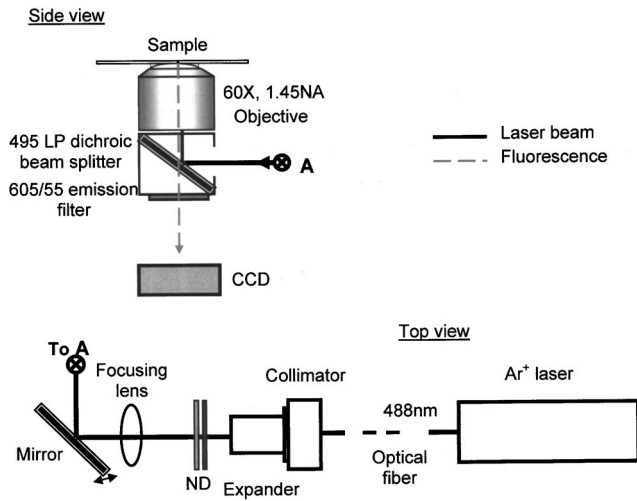 Side view
Sample
60X, 1.45NA
Objective
495 LP dichroic
beam splitter
605/55 emission
filter
A
Laser beam
Fluorescence
CCD
Top view
To A
Focusing
lens
Collimator
Ar+ laser
488nm
Mirror
ND
Expander
Optical
fiber